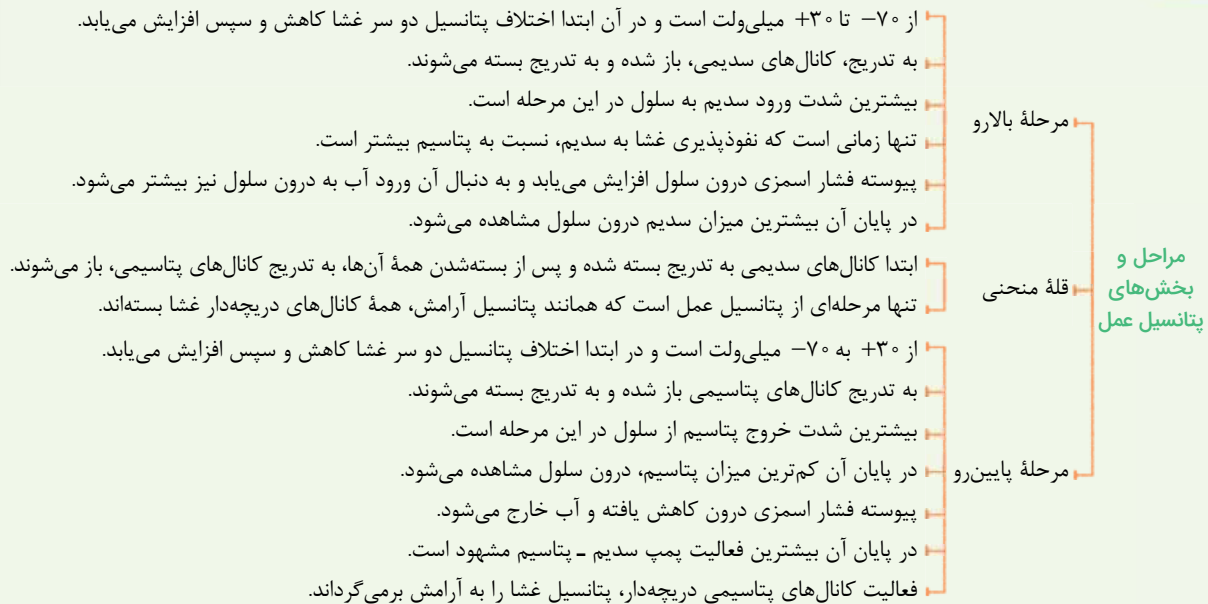 مراحل و
بخش‌های
پتانسیل عمل
مرحلهٔ بالارو
از ۷۰− تا ۳۰+ میلی‌ولت است و در آن ابتدا اختلاف پتانسیل دو سر غشا کاهش و سپس افزایش می‌یابد.
به تدریج، کانال‌های سدیمی، باز شده و به تدریج بسته می‌شوند.
بیشترین شدت ورود سدیم به سلول در این مرحله است.
تنها زمانی است که نفوذپذیری غشا به سدیم، نسبت به پتاسیم بیشتر است.
پیوسته فشار اسمزی درون سلول افزایش می‌یابد و به دنبال آن ورود آب به درون سلول نیز بیشتر می‌شود.
در پایان آن بیشترین میزان سدیم درون سلول مشاهده می‌شود.
قلهٔ منحنی
ابتدا کانال‌های سدیمی به تدریج بسته شده و پس از بسته‌شدن همهٔ آن‌ها، به تدریج کانال‌های پتاسیمی، باز می‌شوند.
تنها مرحله‌ای از پتانسیل عمل است که همانند پتانسیل آرامش، همهٔ کانال‌های دریچه‌دار غشا بسته‌اند.
مرحلهٔ پایین‌رو
از ۳۰+ به ۷۰− میلی‌ولت است و در ابتدا اختلاف پتانسیل دو سر غشا کاهش و سپس افزایش می‌یابد.
به تدریج کانال‌های پتاسیمی باز شده و به تدریج بسته می‌شوند.
بیشترین شدت خروج پتاسیم از سلول در این مرحله است.
در پایان آن کم‌ترین میزان پتاسیم، درون سلول مشاهده می‌شود.
پیوسته فشار اسمزی درون کاهش یافته و آب خارج می‌شود.
در پایان آن بیشترین فعالیت پمپ سدیم ـ پتاسیم مشهود است.
فعالیت کانال‌های پتاسیمی دریچه‌دار، پتانسیل غشا را به آرامش برمی‌گرداند.